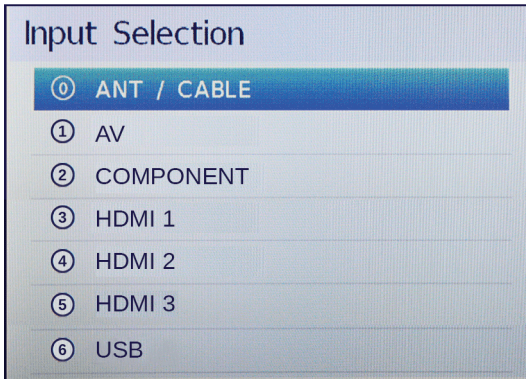 Input Selection
0 ANT / CABLE
1 AV
2 COMPONENT
3 HDMI 1
4 HDMI 2
5 HDMI 3
6 USB